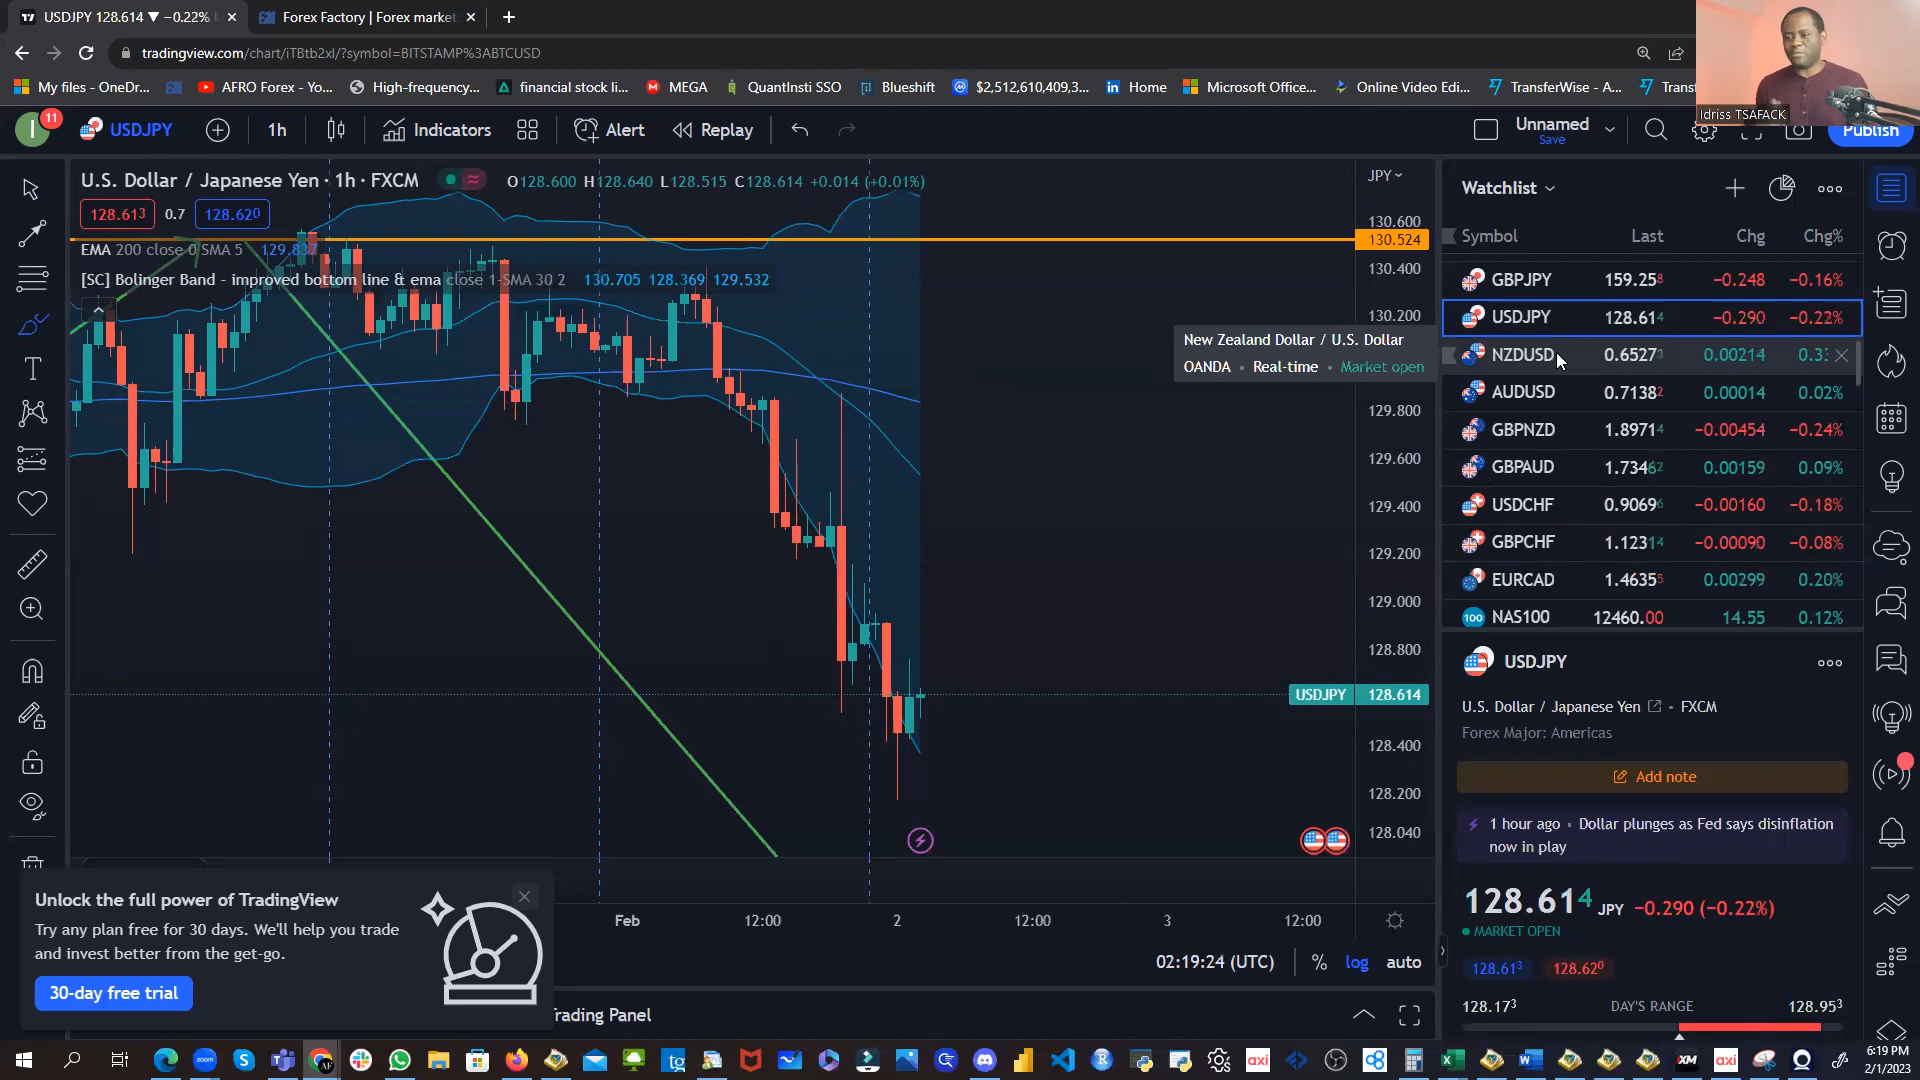 USDJPY 128.614 ▼ −0.22%
Forex Factory | Forex market
tradingview.com/chart/iTBtb2xl/?symbol=BITSTAMP%3ABTCUSD
My files - OneDr...
AFRO Forex - Yo...
High-frequency...
financial stock li...
MEGA
QuantInsti SSO
Blueshift
$2,512,610,409,3...
Home
Microsoft Office...
Online Video Edi...
TransferWise - A...
Transf
Idriss TSAFACK
I
11
USDJPY
1h
Indicators
Alert
Replay
Unnamed
Save
Publish
U.S. Dollar / Japanese Yen · 1h · FXCM
O128.600 H128.640 L128.515 C128.614 +0.014 (+0.01%)
128.613 0.7 128.620
EMA 200 close 0 SMA 5 129.837
[SC] Bolinger Band - improved bottom line & ema close 1 SMA 30 2 130.705 128.369 129.532
JPY
130.600
130.524
130.400
130.200
129.800
129.600
129.400
129.200
129.000
128.800
USDJPY 128.614
128.400
128.200
128.040
New Zealand Dollar / U.S. Dollar
OANDA • Real-time • Market open
Watchlist
Symbol Last Chg Chg%
GBPJPY 159.258 −0.248 −0.16%
USDJPY 128.614 −0.290 −0.22%
NZDUSD 0.6527 0.00214
AUDUSD 0.71382 0.00014 0.02%
GBPNZD 1.89714 −0.00454 −0.24%
GBPAUD 1.73462 0.00159 0.09%
USDCHF 0.90696 −0.00160 −0.18%
GBPCHF 1.12314 −0.00090 −0.08%
EURCAD 1.46355 0.00299 0.20%
100 NAS100 12460.00 14.55 0.12%
USDJPY
U.S. Dollar / Japanese Yen • FXCM
Forex Major: Americas
Add note
1 hour ago • Dollar plunges as Fed says disinflation
now in play
128.614 JPY −0.290 (−0.22%)
MARKET OPEN
128.613 128.620
128.173 DAY'S RANGE 128.953
Unlock the full power of TradingView
Try any plan free for 30 days. We'll help you trade
and invest better from the get-go.
30-day free trial
Feb 12:00 2 12:00 3 12:00
02:19:24 (UTC) % log auto
Trading Panel
zoom
AF
tg
axi
XM
axi
6:19 PM
2/1/2023